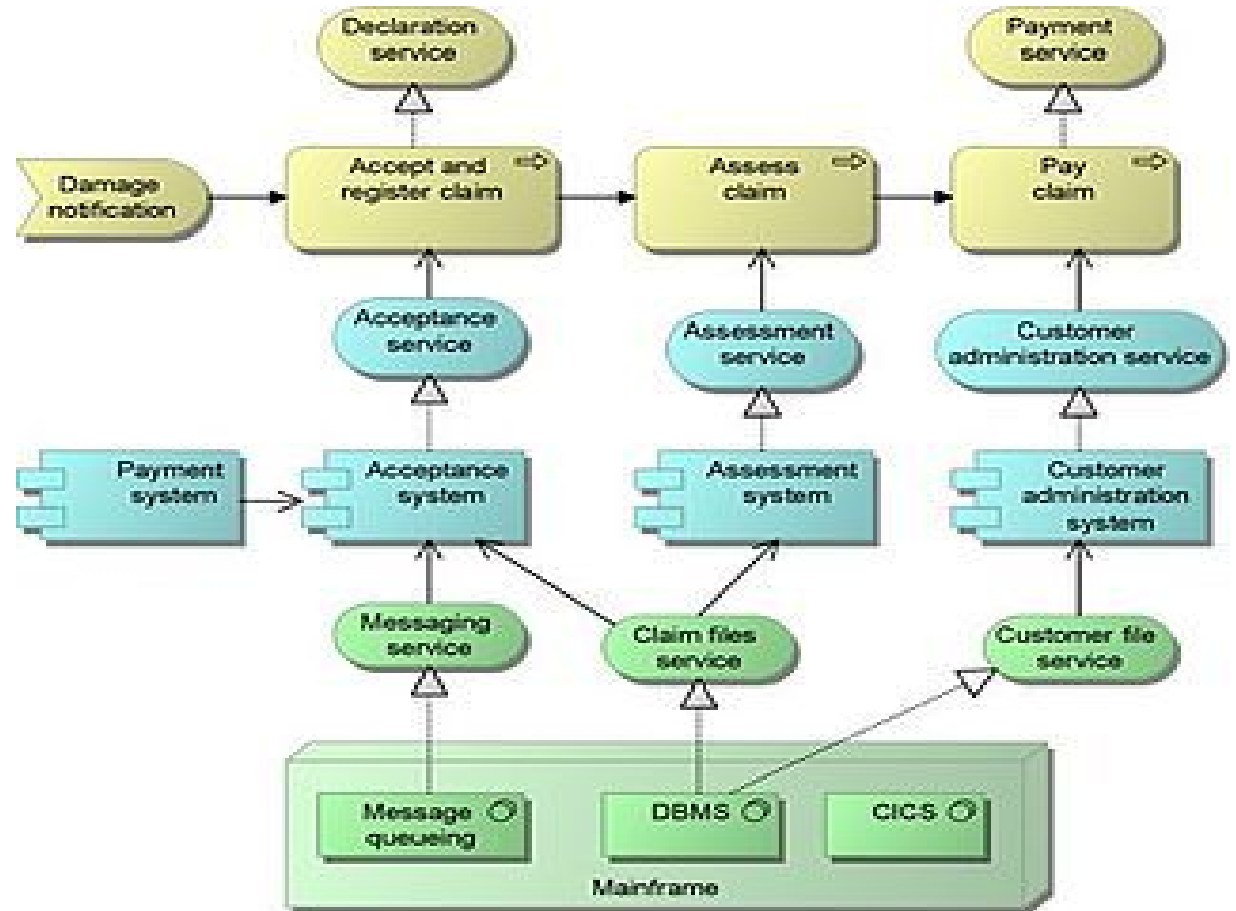 Declaration
service
Payment
service
Damage
notification
Accept and
register claim
Assess
claim
Pay
claim
Acceptance
service
Assessment
service
Customer
administration service
Payment
system
Acceptance
system
Assessment
system
Customer
administration
system
Messaging
service
Claim files
service
Customer file
service
Message
queueing
DBMS
CICS
Mainframe